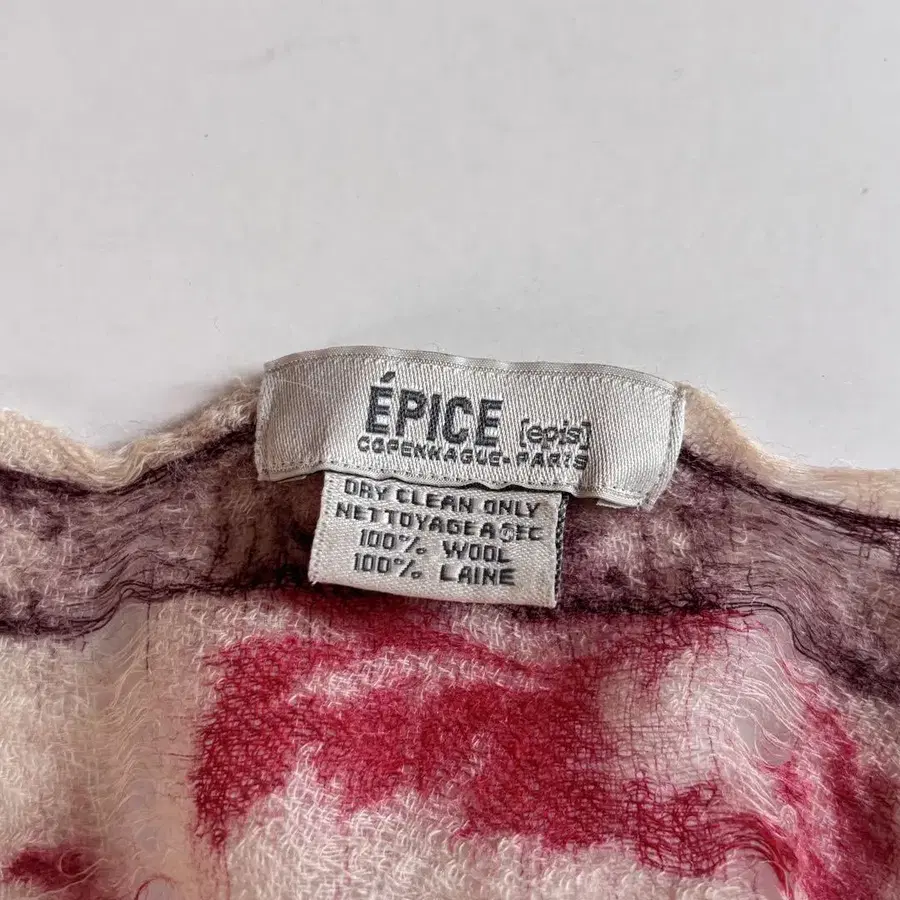 ÉPICE [epis]
COPENHAGUE-PARIS
DRY CLEAN ONLY
NETTOYAGE A SEC
100% WOOL
100% LAINE